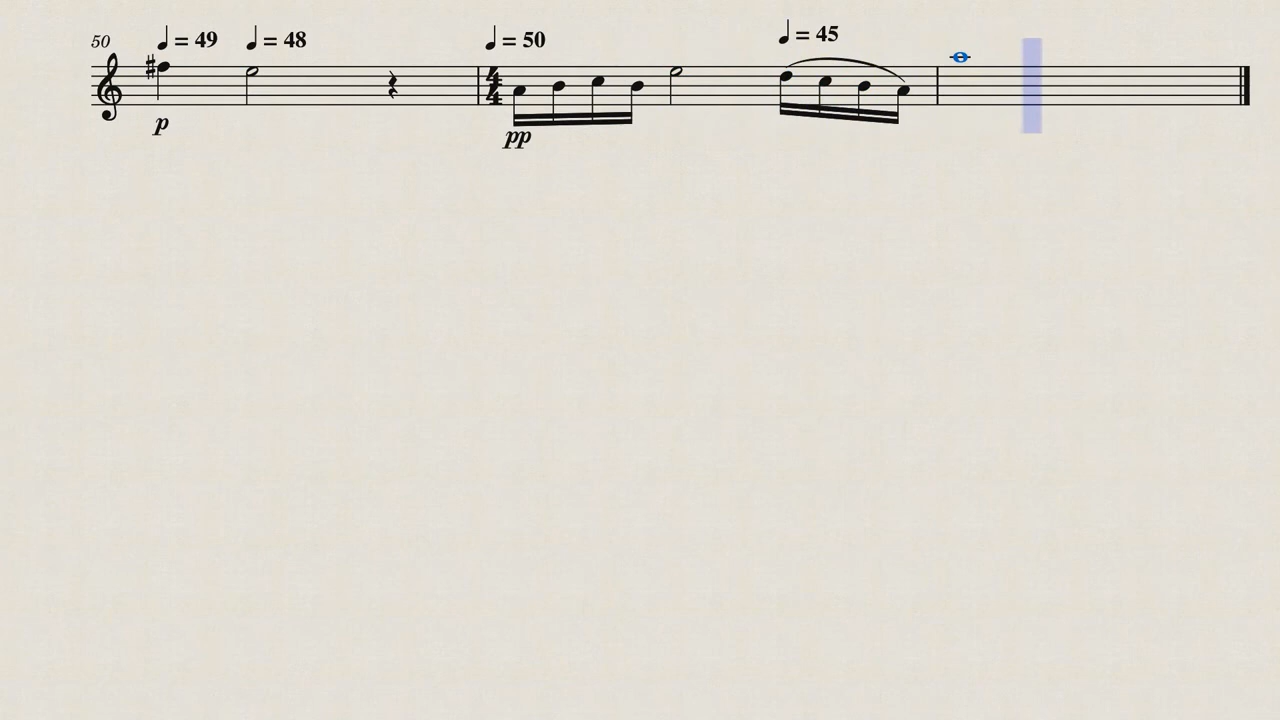 50 ♩ = 49 ♩ = 48 ♩ = 50 ♩ = 45
4
4
p pp